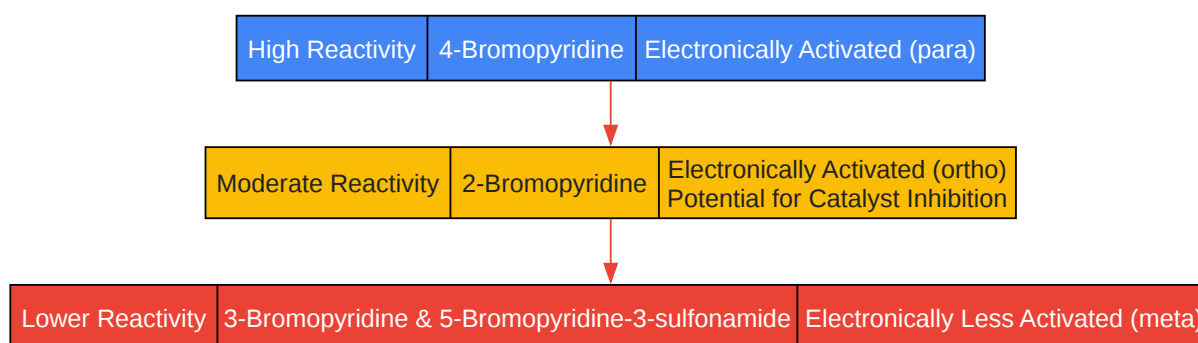 High Reactivity 4-Bromopyridine Electronically Activated (para)
Moderate Reactivity 2-Bromopyridine Electronically Activated (ortho)
Potential for Catalyst Inhibition
Lower Reactivity 3-Bromopyridine & 5-Bromopyridine-3-sulfonamide Electronically Less Activated (meta)